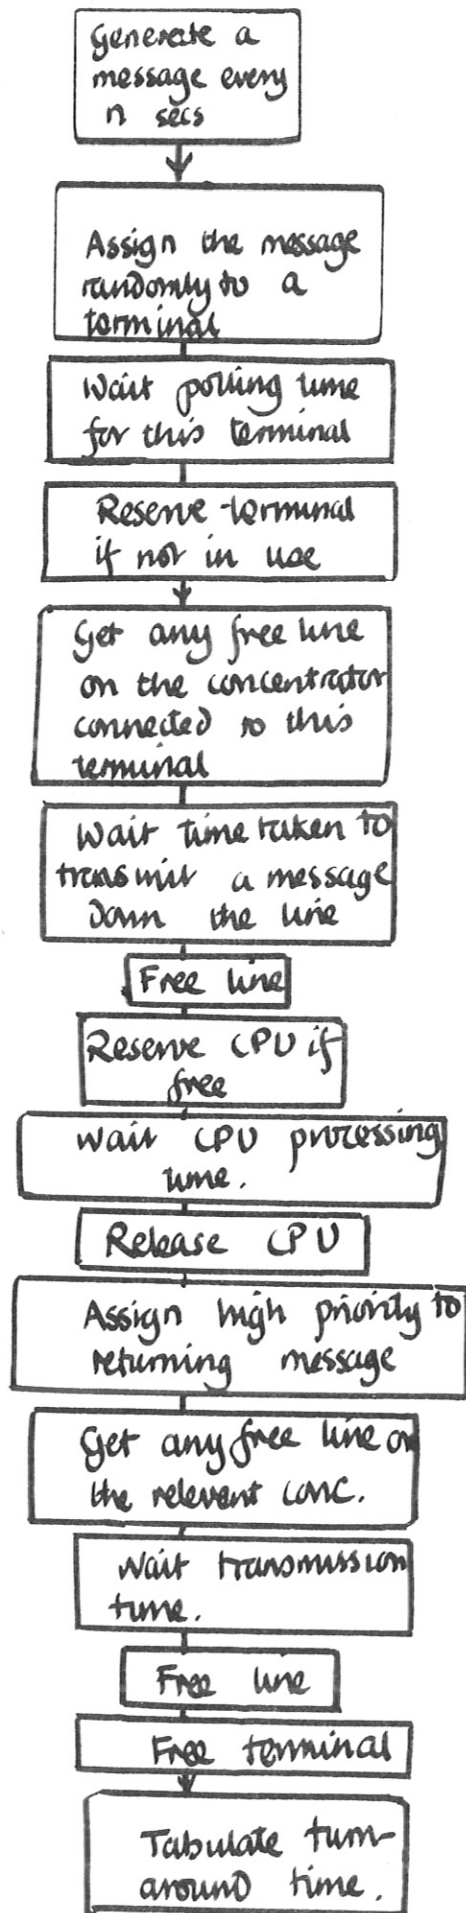 Generate a
message every
n secs
Assign the message
randomly to a
terminal
Wait polling time
for this terminal
Reserve terminal
if not in use
Get any free line
on the concentrator
connected to this
terminal
Wait time taken to
transmit a message
down the line
Free line
Reserve CPU if
free
Wait CPU processing
time.
Release CPU
Assign high priority to
returning message
Get any free line on
the relevant conc.
Wait transmission
time.
Free line
Free terminal
Tabulate turn-
around time.